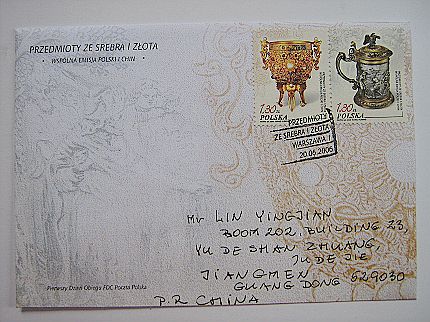 PRZEDMIOTY ZE SREBRA I ZŁOTA
• WSPÓLNA EMISJA POLSKI I CHIN •
1,30 zł
POLSKA
1,30 zł
POLSKA
PRZEDMIOTY
ZE SREBRA I ZŁOTA
WARSZAWA 1
20.06.2006
Mr LIN YINGJIAN
ROOM 202, BUILDING 23,
YU DE SHAN ZHUANG,
JU DE JIE
JIANGMEN 529030
GUANG DONG
P.R CHINA
Pierwszy Dzień Obiegu FDC Poczta Polska